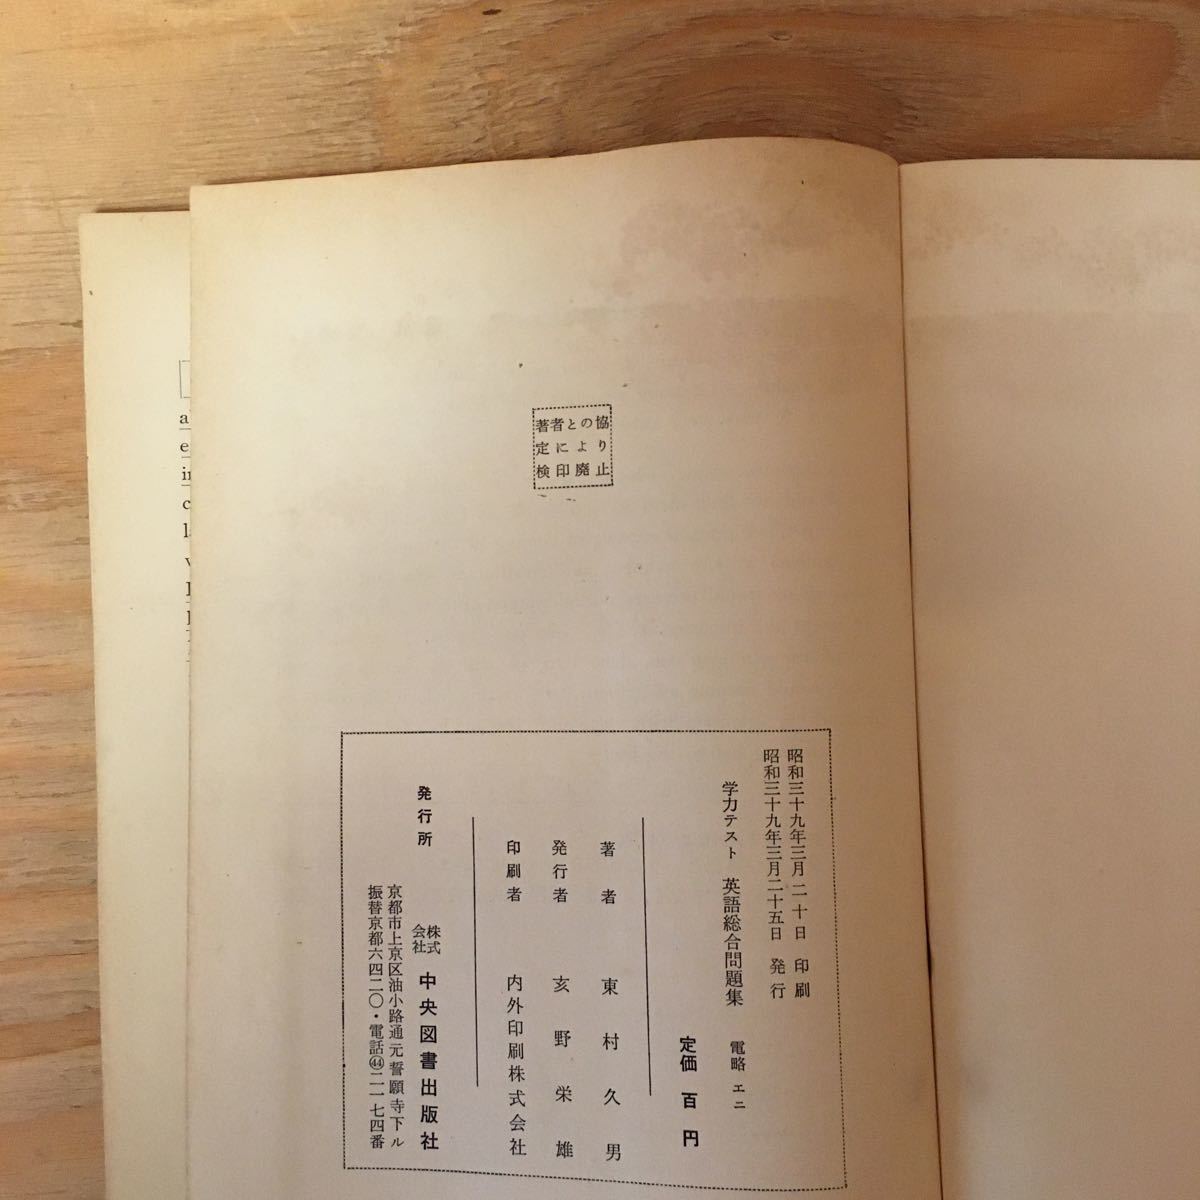 著者との協
定により
検印廃止
昭和三十九年三月二十日 印刷
昭和三十九年三月二十五日 発行
学力テスト 英語総合問題集 電略 エニ
定価 百円
著者 東村久男
発行者 亥野栄雄
印刷者 内外印刷株式会社
発行所 株式会社 中央図書出版社
京都市上京区油小路通元誓願寺下ル
振替京都六四二〇・電話㊹二一七四番